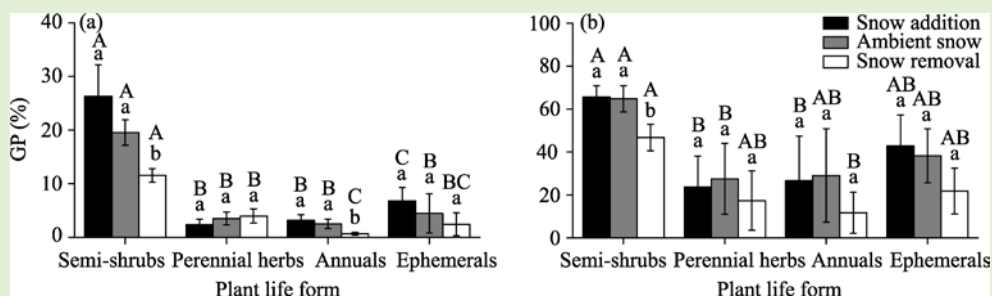 (a)
GP (%)
40
30
20
10
0
A
a
A
a
A
b
B
a
B
a
B
a
B
a
B
a
C
b
C
a
B
a
BC
a
Semi-shrubs Perennial herbs Annuals Ephemerals
Plant life form
(b)
100
80
60
40
20
0
Snow addition
Ambient snow
Snow removal
A
a
A
a
A
b
B
a
B
a
AB
a
B
a
AB
a
B
a
AB
a
AB
a
AB
a
Semi-shrubs Perennial herbs Annuals Ephemerals
Plant life form